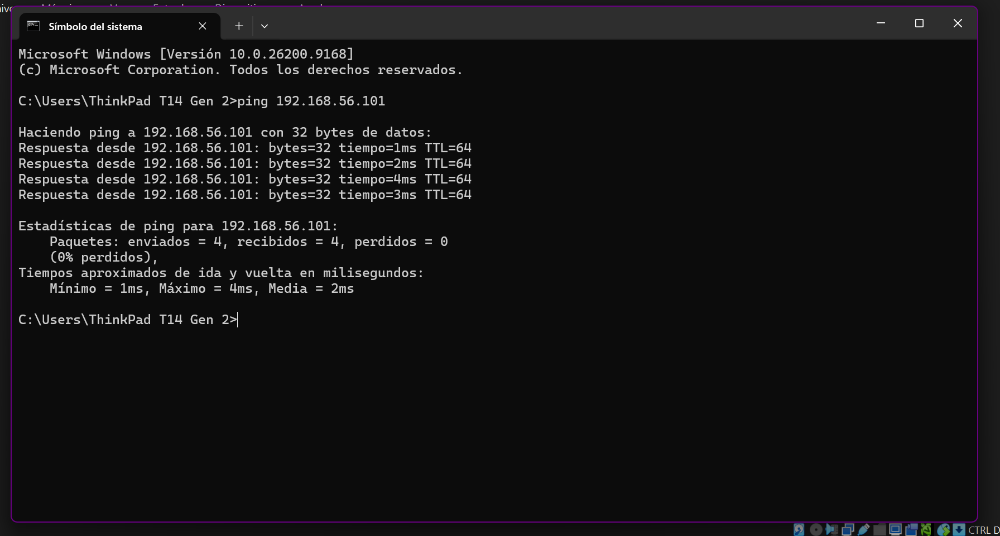 Símbolo del sistema
Microsoft Windows [Versión 10.0.26200.9168]
(c) Microsoft Corporation. Todos los derechos reservados.
C:\Users\ThinkPad T14 Gen 2>ping 192.168.56.101
Haciendo ping a 192.168.56.101 con 32 bytes de datos:
Respuesta desde 192.168.56.101: bytes=32 tiempo=1ms TTL=64
Respuesta desde 192.168.56.101: bytes=32 tiempo=2ms TTL=64
Respuesta desde 192.168.56.101: bytes=32 tiempo=4ms TTL=64
Respuesta desde 192.168.56.101: bytes=32 tiempo=3ms TTL=64
Estadísticas de ping para 192.168.56.101:
    Paquetes: enviados = 4, recibidos = 4, perdidos = 0
    (0% perdidos),
Tiempos aproximados de ida y vuelta en milisegundos:
    Mínimo = 1ms, Máximo = 4ms, Media = 2ms
C:\Users\ThinkPad T14 Gen 2>
CTRL D